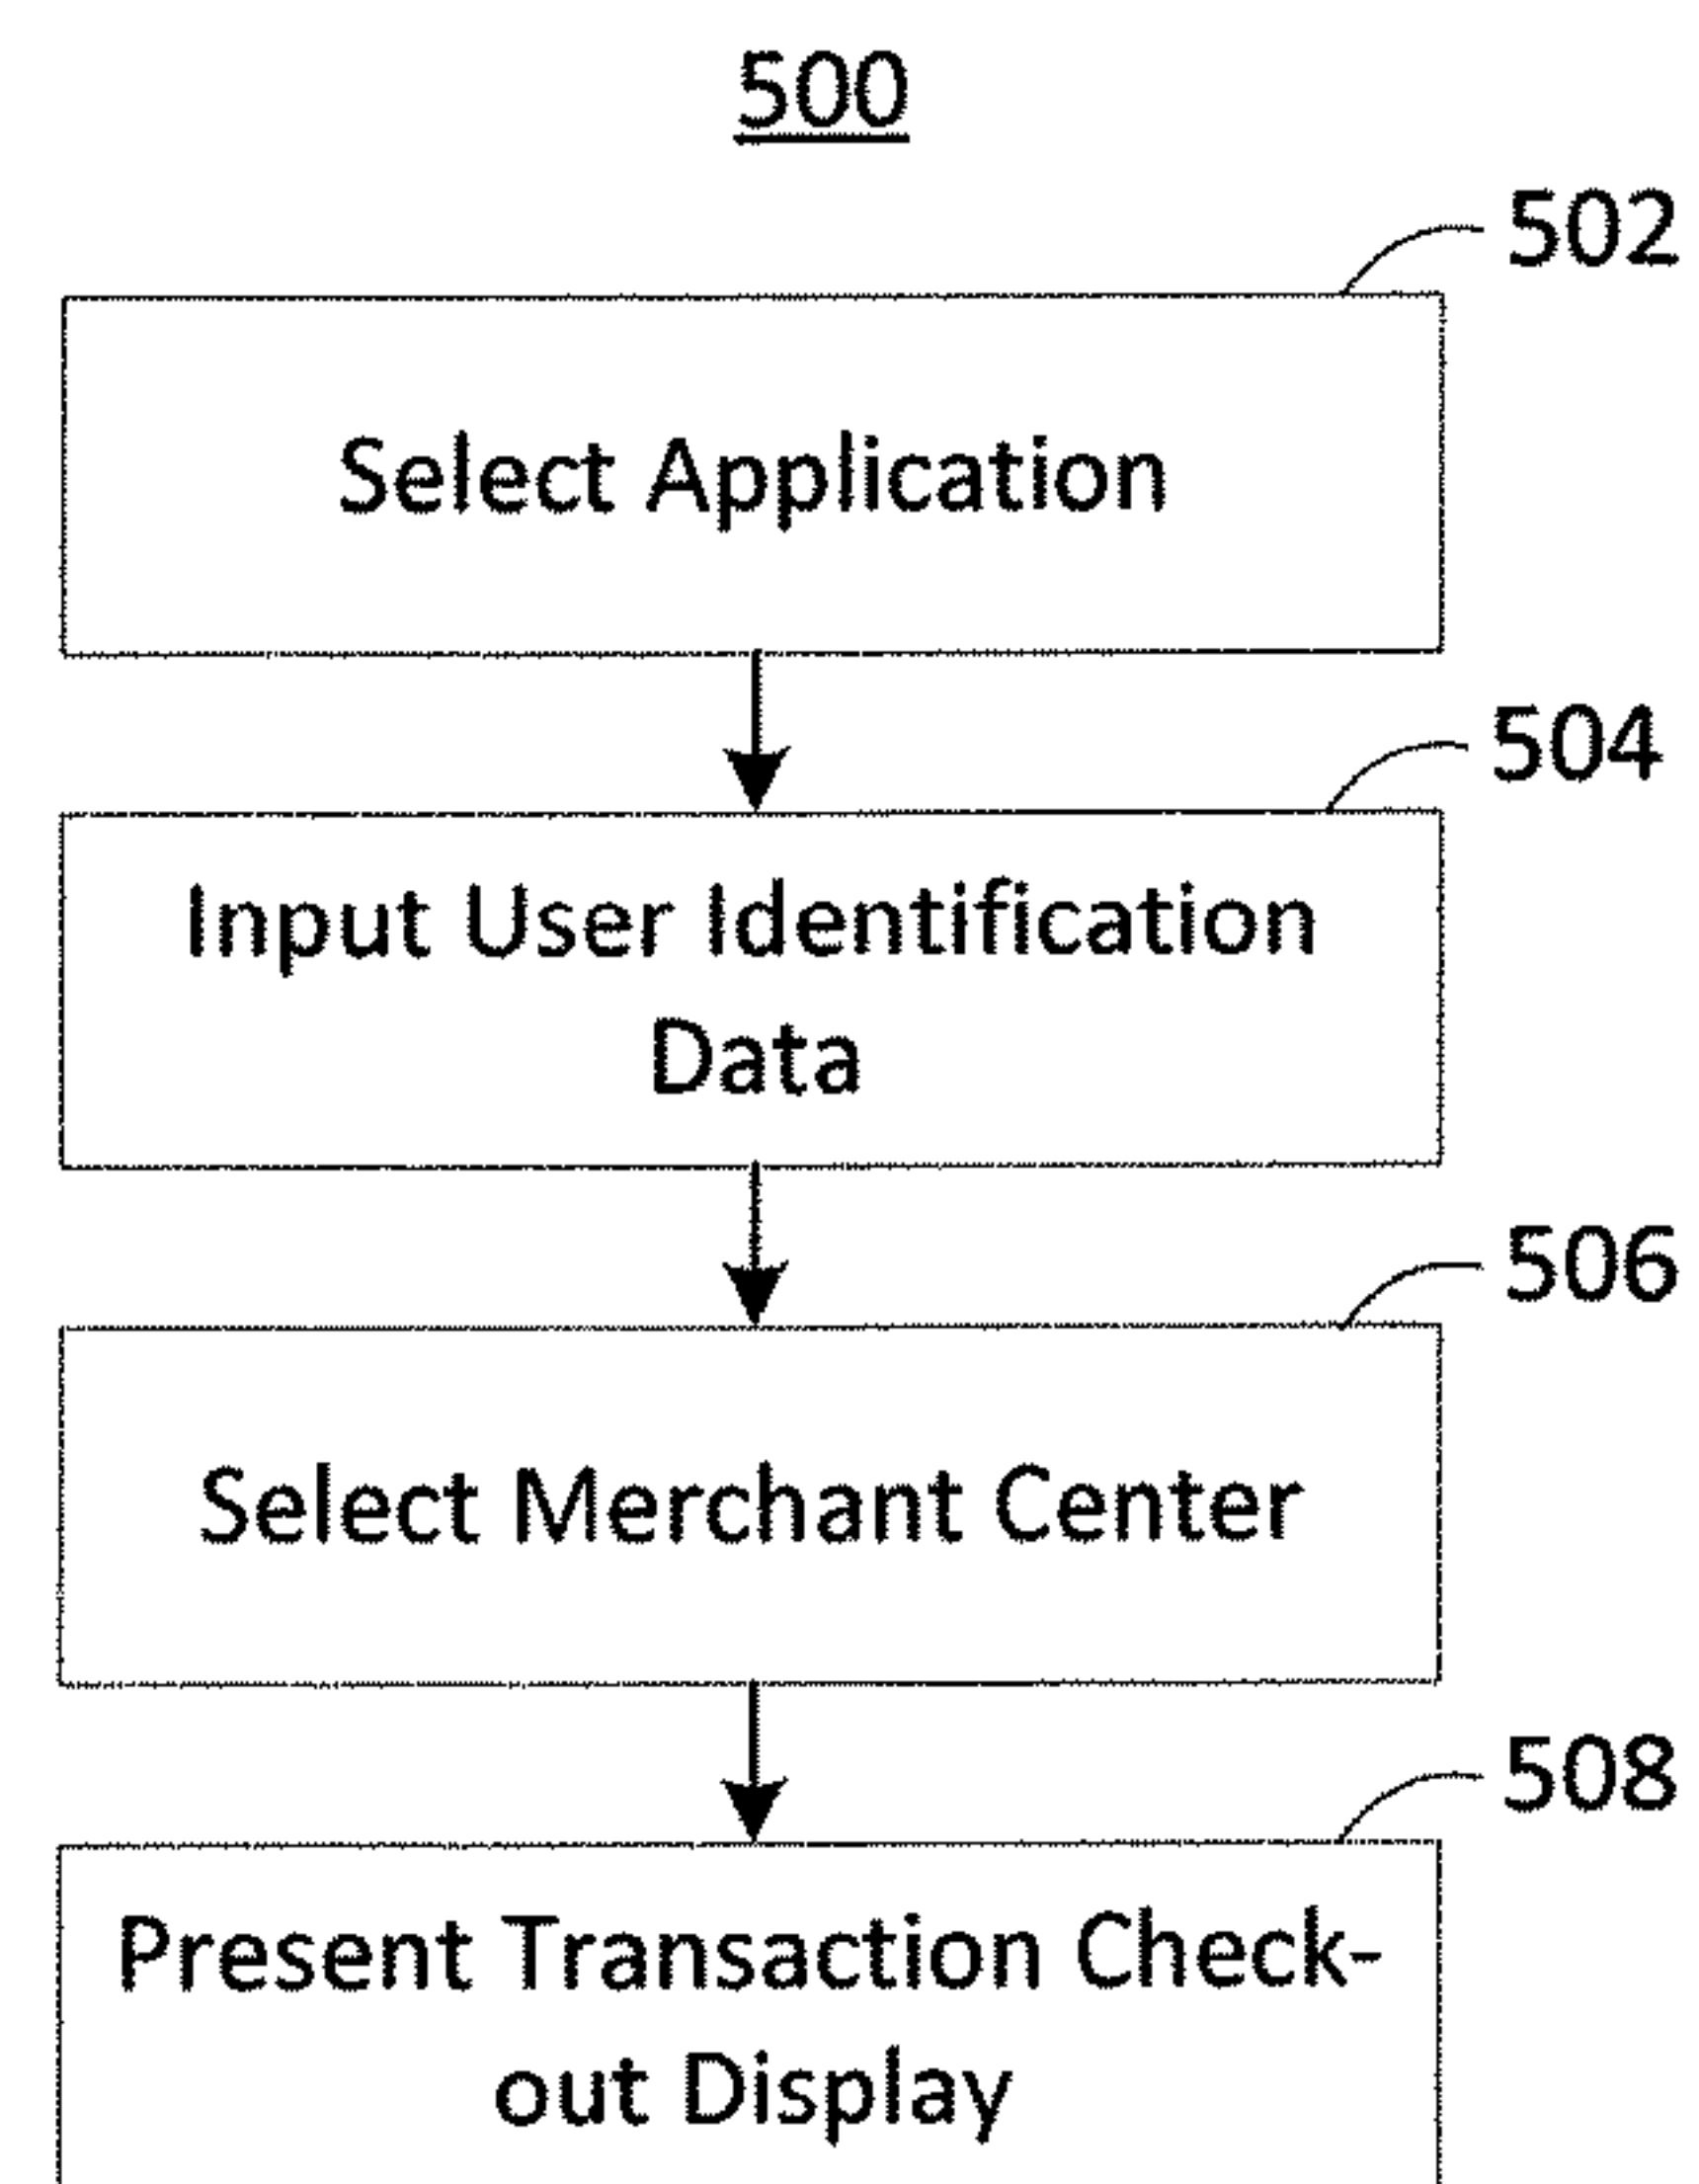 500
502
Select Application
504
Input User Identification
Data
506
Select Merchant Center
508
Present Transaction Check-
out Display